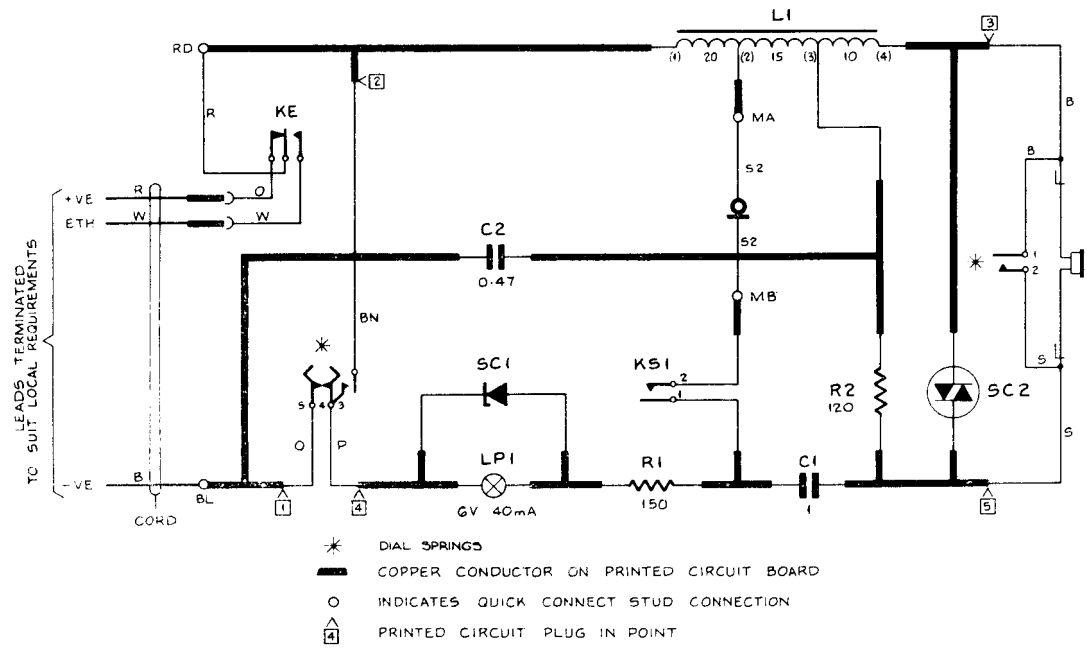 L1
3
RD
(1) 20 (2) 15 (3) 10 (4)
2
R
KE
MA
B
B
S2
R O
+VE
W W
ETH
S2
C2
0.47
1
2
MB
BN
LEADS TERMINATED
TO SUIT LOCAL REQUIREMENTS
SC1
KS1
2
1
R2
120
SC2
S
5 4 3
O P
LP1
R1
C1
S
B
-VE
BL
1
4
6V 40mA
150
1
5
CORD
DIAL SPRINGS
COPPER CONDUCTOR ON PRINTED CIRCUIT BOARD
INDICATES QUICK CONNECT STUD CONNECTION
4 PRINTED CIRCUIT PLUG IN POINT